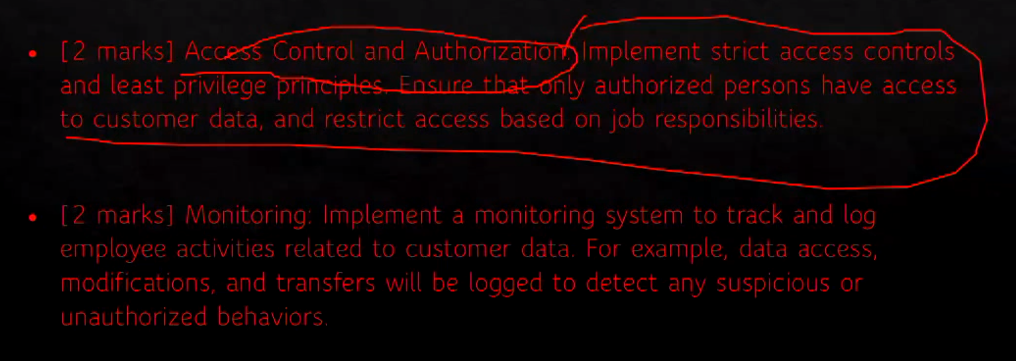 • [2 marks] Access Control and Authorization: Implement strict access controls
and least privilege principles. Ensure that only authorized persons have access
to customer data, and restrict access based on job responsibilities.
• [2 marks] Monitoring: Implement a monitoring system to track and log
employee activities related to customer data. For example, data access,
modifications, and transfers will be logged to detect any suspicious or
unauthorized behaviors.